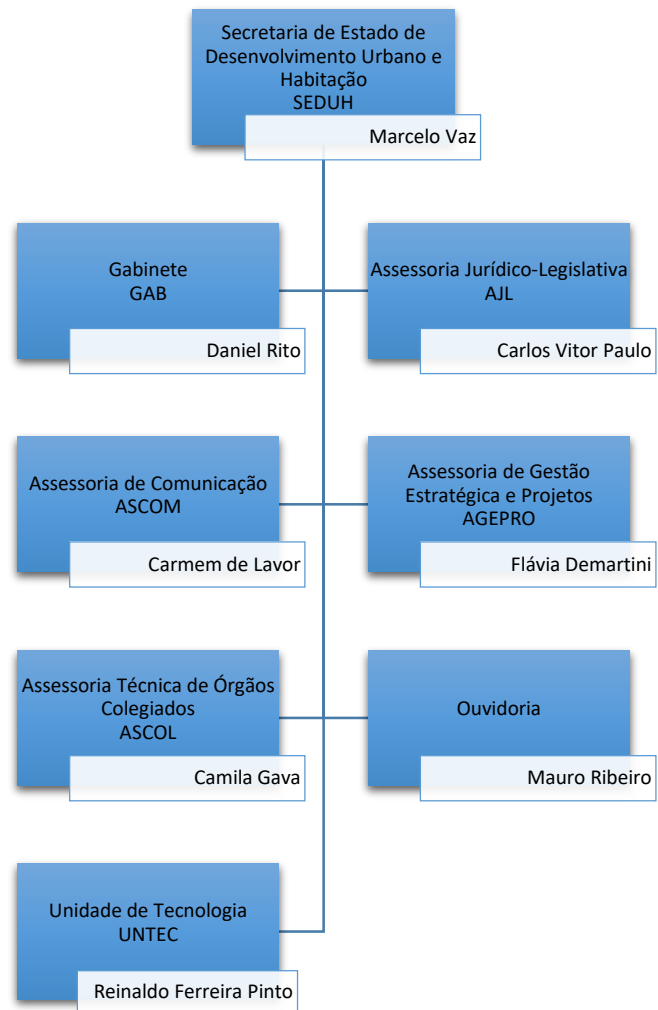 Secretaria de Estado de
Desenvolvimento Urbano e
Habitação
SEDUH
Marcelo Vaz
Gabinete
GAB
Daniel Rito
Assessoria Jurídico-Legislativa
AJL
Carlos Vitor Paulo
Assessoria de Comunicação
ASCOM
Carmem de Lavor
Assessoria de Gestão
Estratégica e Projetos
AGEPRO
Flávia Demartini
Assessoria Técnica de Órgãos
Colegiados
ASCOL
Camila Gava
Ouvidoria
Mauro Ribeiro
Unidade de Tecnologia
UNTEC
Reinaldo Ferreira Pinto